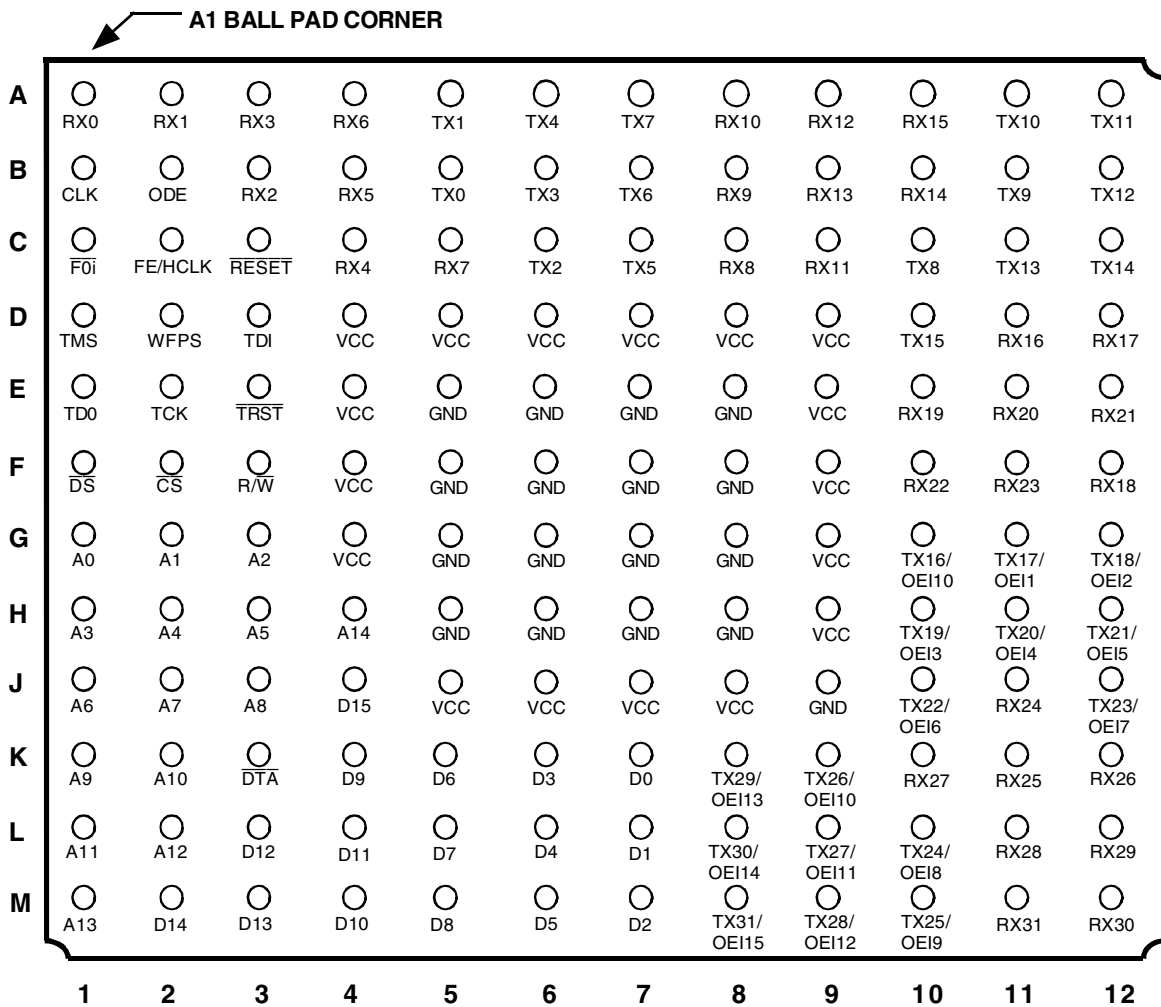 A1 BALL PAD CORNER
A
RX0 RX1 RX3 RX6 TX1 TX4 TX7 RX10 RX12 RX15 TX10 TX11
B
CLK ODE RX2 RX5 TX0 TX3 TX6 RX9 RX13 RX14 TX9 TX12
C
F0i FE/HCLK RESET RX4 RX7 TX2 TX5 RX8 RX11 TX8 TX13 TX14
D
TMS WFPS TDI VCC VCC VCC VCC VCC VCC TX15 RX16 RX17
E
TD0 TCK TRST VCC GND GND GND GND VCC RX19 RX20 RX21
F
DS CS R/W VCC GND GND GND GND VCC RX22 RX23 RX18
G
A0 A1 A2 VCC GND GND GND GND VCC TX16/ TX17/ TX18/
OEI10 OEI1 OEI2
H
A3 A4 A5 A14 GND GND GND GND VCC TX19/ TX20/ TX21/
OEI3 OEI4 OEI5
J
A6 A7 A8 D15 VCC VCC VCC VCC GND TX22/ RX24 TX23/
OEI6 OEI7
K
A9 A10 DTA D9 D6 D3 D0 TX29/ TX26/ RX27 RX25 RX26
OEI13 OEI10
L
A11 A12 D12 D11 D7 D4 D1 TX30/ TX27/ TX24/ RX28 RX29
OEI14 OEI11 OEI8
M
A13 D14 D13 D10 D8 D5 D2 TX31/ TX28/ TX25/ RX31 RX30
OEI15 OEI12 OEI9
1 2 3 4 5 6 7 8 9 10 11 12